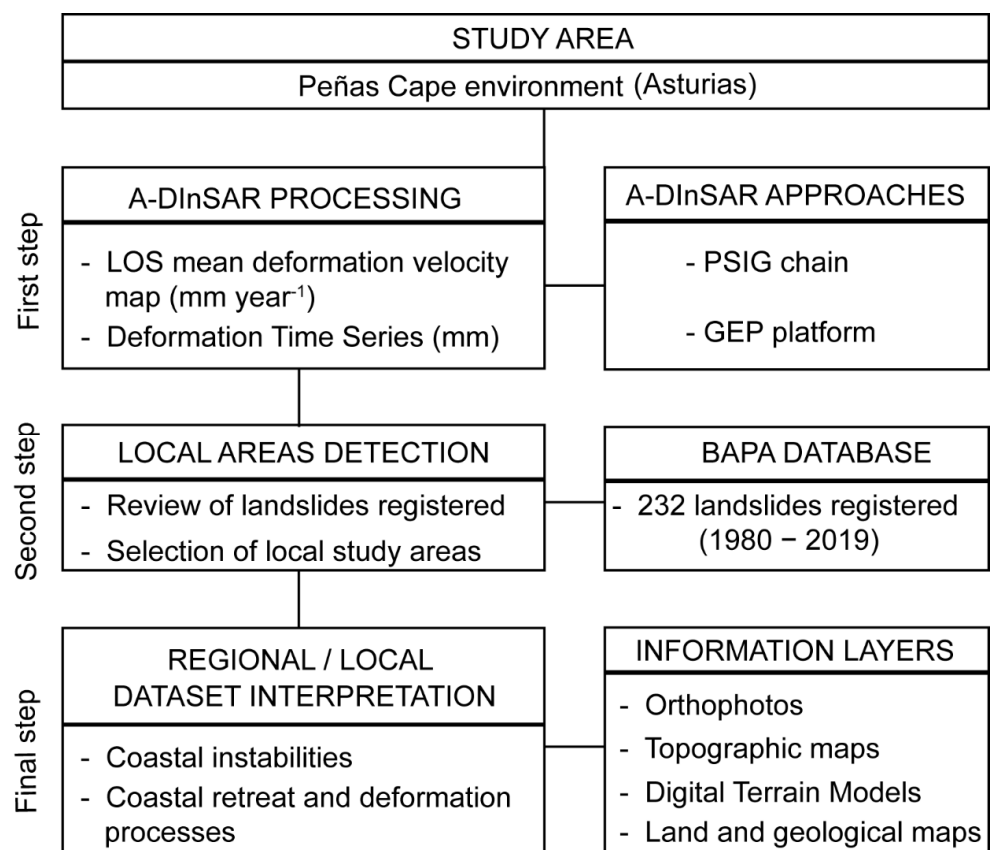 STUDY AREA
Peñas Cape environment (Asturias)
First step
A-DInSAR PROCESSING
- LOS mean deformation velocity
map (mm year⁻¹)
- Deformation Time Series (mm)
A-DInSAR APPROACHES
- PSIG chain
- GEP platform
Second step
LOCAL AREAS DETECTION
- Review of landslides registered
- Selection of local study areas
BAPA DATABASE
- 232 landslides registered
(1980 − 2019)
Final step
REGIONAL / LOCAL
DATASET INTERPRETATION
- Coastal instabilities
- Coastal retreat and deformation
processes
INFORMATION LAYERS
- Orthophotos
- Topographic maps
- Digital Terrain Models
- Land and geological maps